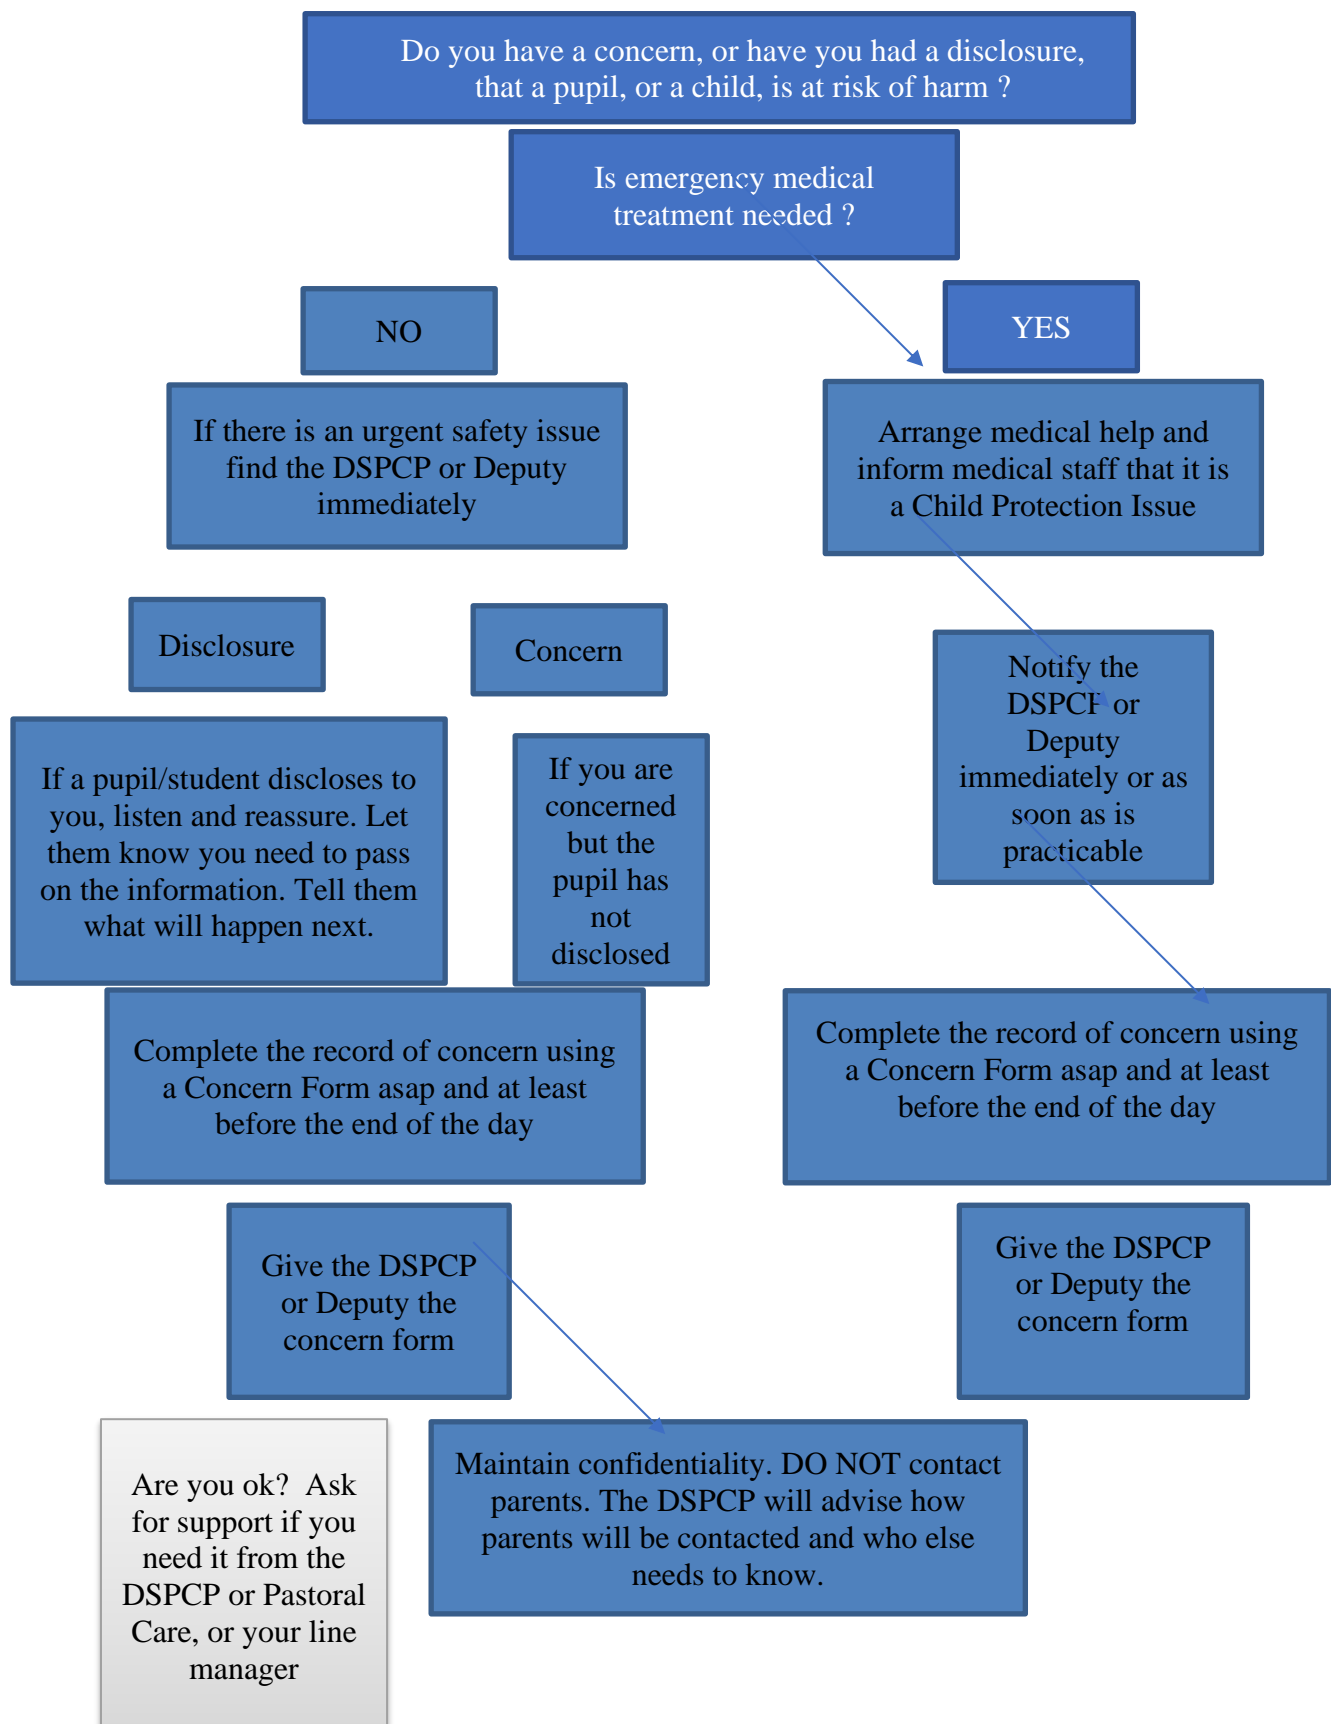 Do you have a concern, or have you had a disclosure,
that a pupil, or a child, is at risk of harm ?
Is emergency medical
treatment needed ?
NO
YES
If there is an urgent safety issue
find the DSPCP or Deputy
immediately
Arrange medical help and
inform medical staff that it is
a Child Protection Issue
Disclosure
Concern
Notify the
DSPCP or
Deputy
immediately or as
soon as is
practicable
If a pupil/student discloses to
you, listen and reassure. Let
them know you need to pass
on the information. Tell them
what will happen next.
If you are
concerned
but the
pupil has
not
disclosed
Complete the record of concern using
a Concern Form asap and at least
before the end of the day
Complete the record of concern using
a Concern Form asap and at least
before the end of the day
Give the DSPCP
or Deputy the
concern form
Give the DSPCP
or Deputy the
concern form
Are you ok?  Ask
for support if you
need it from the
DSPCP or Pastoral
Care, or your line
manager
Maintain confidentiality. DO NOT contact
parents. The DSPCP will advise how
parents will be contacted and who else
needs to know.